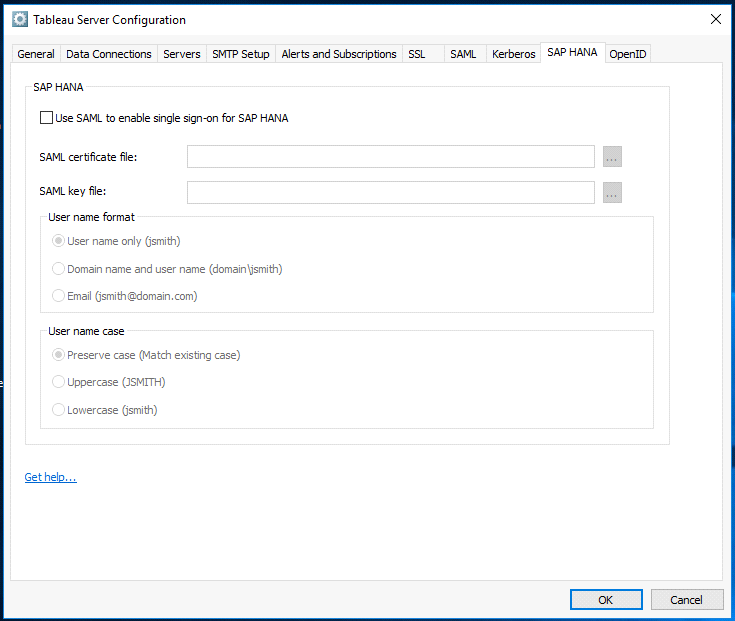 Tableau Server Configuration
General Data Connections Servers SMTP Setup Alerts and Subscriptions SSL SAML Kerberos SAP HANA OpenID
SAP HANA
Use SAML to enable single sign-on for SAP HANA
SAML certificate file:
...
SAML key file:
...
User name format
User name only (jsmith)
Domain name and user name (domain\jsmith)
Email (jsmith@domain.com)
User name case
Preserve case (Match existing case)
Uppercase (JSMITH)
Lowercase (jsmith)
Get help...
OK Cancel